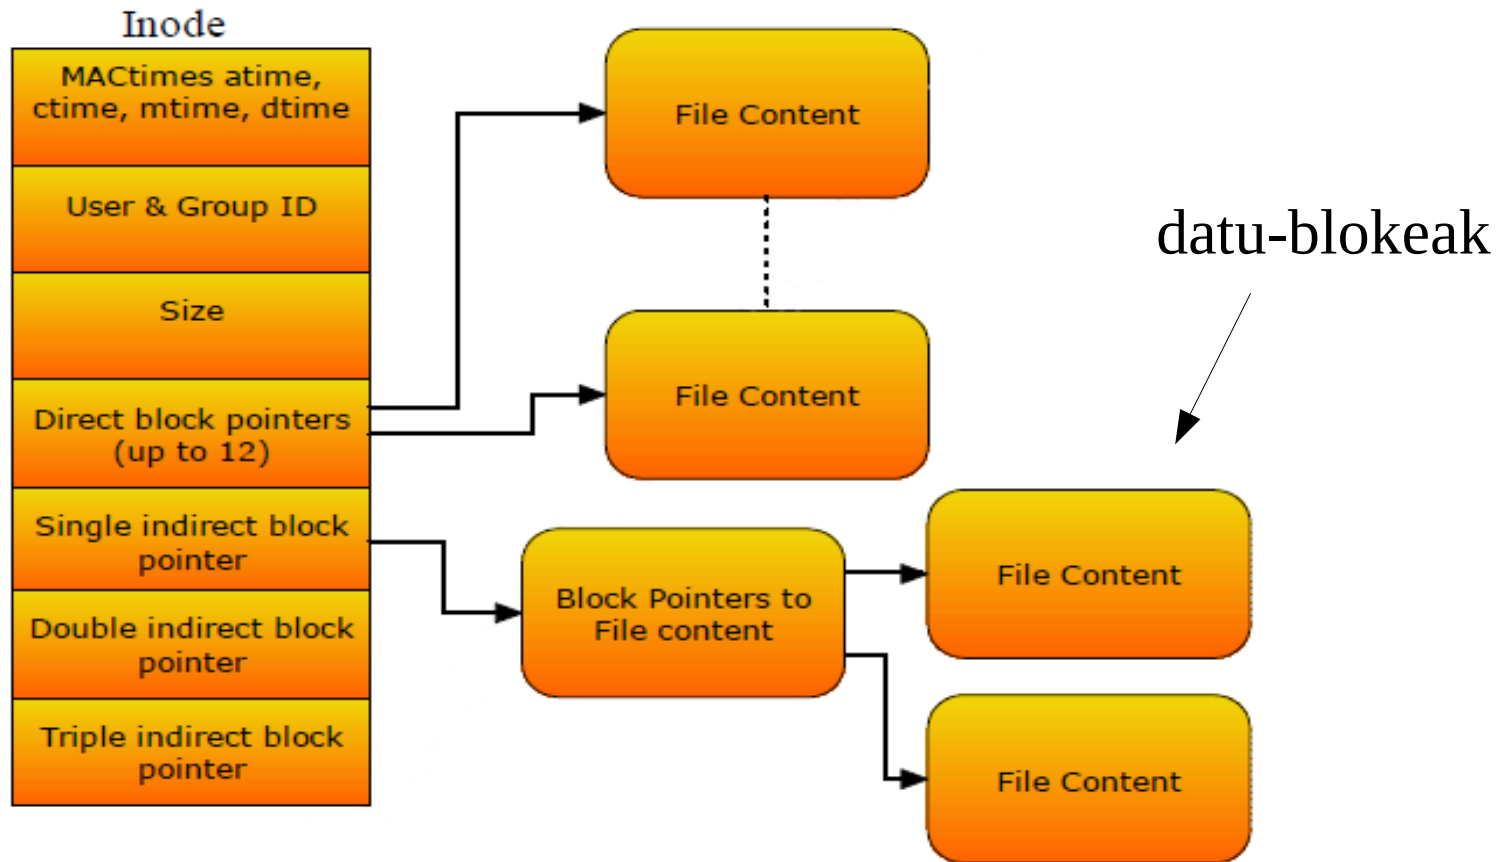 Inode
MACtimes atime,
ctime, mtime, dtime
User & Group ID
Size
Direct block pointers
(up to 12)
Single indirect block
pointer
Double indirect block
pointer
Triple indirect block
pointer
File Content
File Content
Block Pointers to
File content
datu-blokeak
File Content
File Content